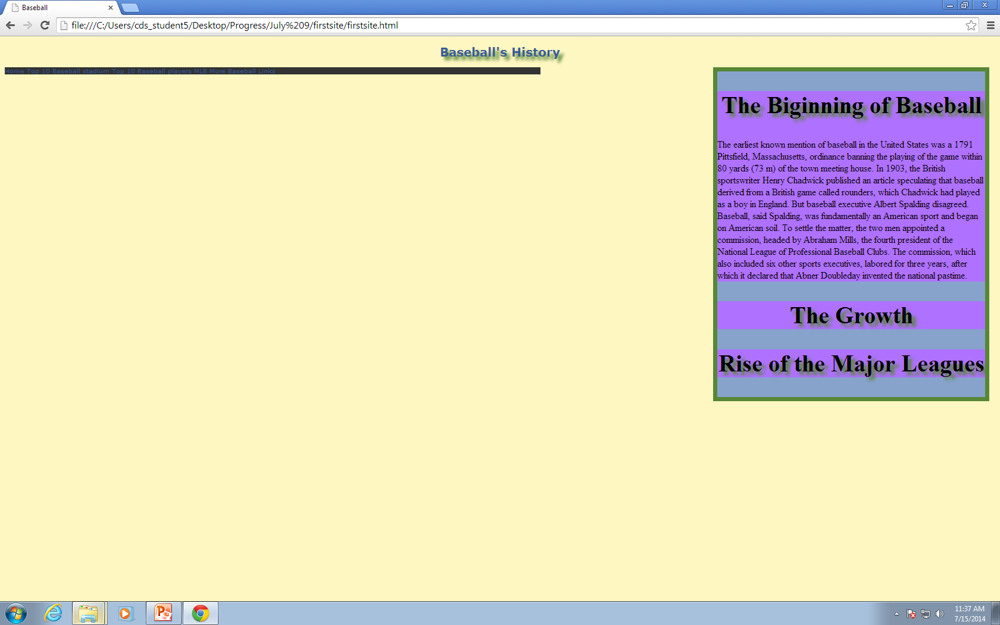 Baseball
file:///C:/Users/cds_student5/Desktop/Progress/July%209/firstsite/firstsite.html
Baseball's History
Home Top 10 Baseball stadium Top 10 Baseball players MLB More Baseball Links
The Biginning of Baseball
The earliest known mention of baseball in the United States was a 1791
Pittsfield, Massachusetts, ordinance banning the playing of the game within
80 yards (73 m) of the town meeting house. In 1903, the British
sportswriter Henry Chadwick published an article speculating that baseball
derived from a British game called rounders, which Chadwick had played
as a boy in England. But baseball executive Albert Spalding disagreed.
Baseball, said Spalding, was fundamentally an American sport and began
on American soil. To settle the matter, the two men appointed a
commission, headed by Abraham Mills, the fourth president of the
National League of Professional Baseball Clubs. The commission, which
also included six other sports executives, labored for three years, after
which it declared that Abner Doubleday invented the national pastime.
The Growth
Rise of the Major Leagues
11:37 AM
7/15/2014